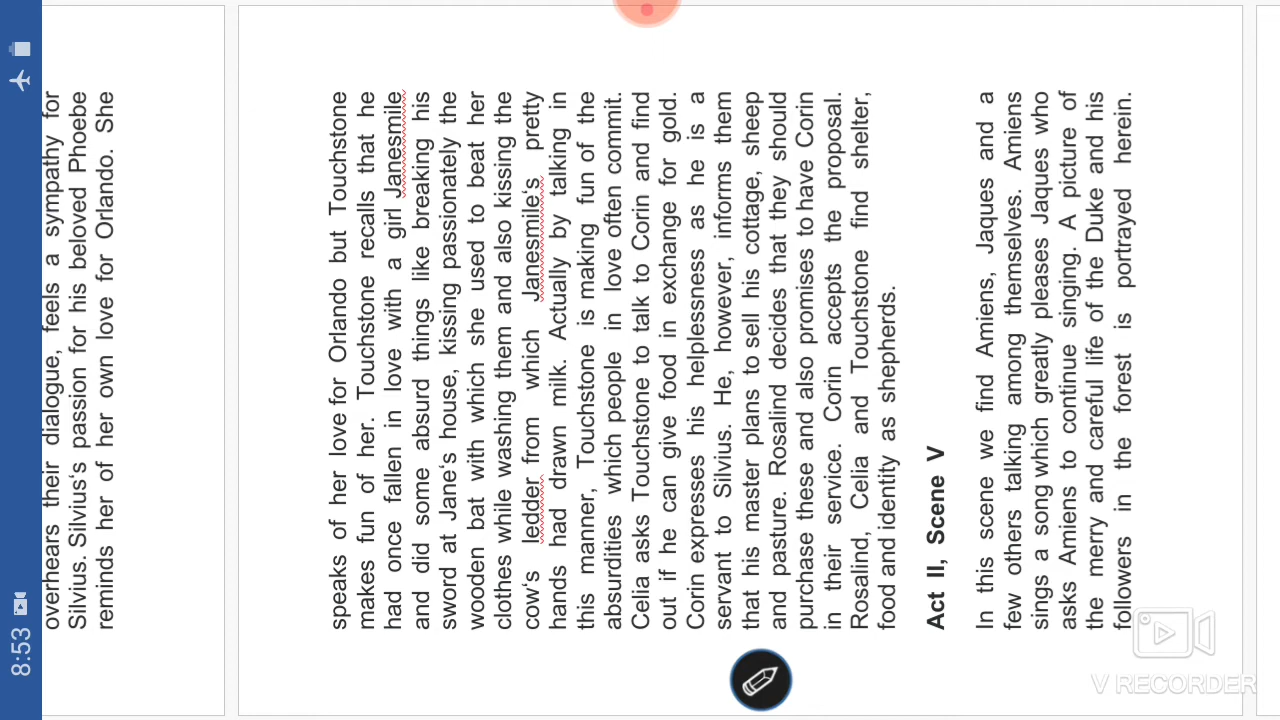 8:53
overhears their dialogue, feels a sympathy for
Silvius. Silvius‘s passion for his beloved Phoebe
reminds her of her own love for Orlando. She
speaks of her love for Orlando but Touchstone
makes fun of her. Touchstone recalls that he
had once fallen in love with a girl Janesmile
and did some absurd things like breaking his
sword at Jane‘s house, kissing passionately the
wooden bat with which she used to beat her
clothes while washing them and also kissing the
cow‘s ledder from which Janesmile‘s pretty
hands had drawn milk. Actually by talking in
this manner, Touchstone is making fun of the
absurdities which people in love often commit.
Celia asks Touchstone to talk to Corin and find
out if he can give food in exchange for gold.
Corin expresses his helplessness as he is a
servant to Silvius. He, however, informs them
that his master plans to sell his cottage, sheep
and pasture. Rosalind decides that they should
purchase these and also promises to have Corin
in their service. Corin accepts the proposal.
Rosalind, Celia and Touchstone find shelter,
food and identity as shepherds.
Act II, Scene V
In this scene we find Amiens, Jaques and a
few others talking among themselves. Amiens
sings a song which greatly pleases Jaques who
asks Amiens to continue singing. A picture of
the merry and careful life of the Duke and his
followers in the forest is portrayed herein.
V RECORDER